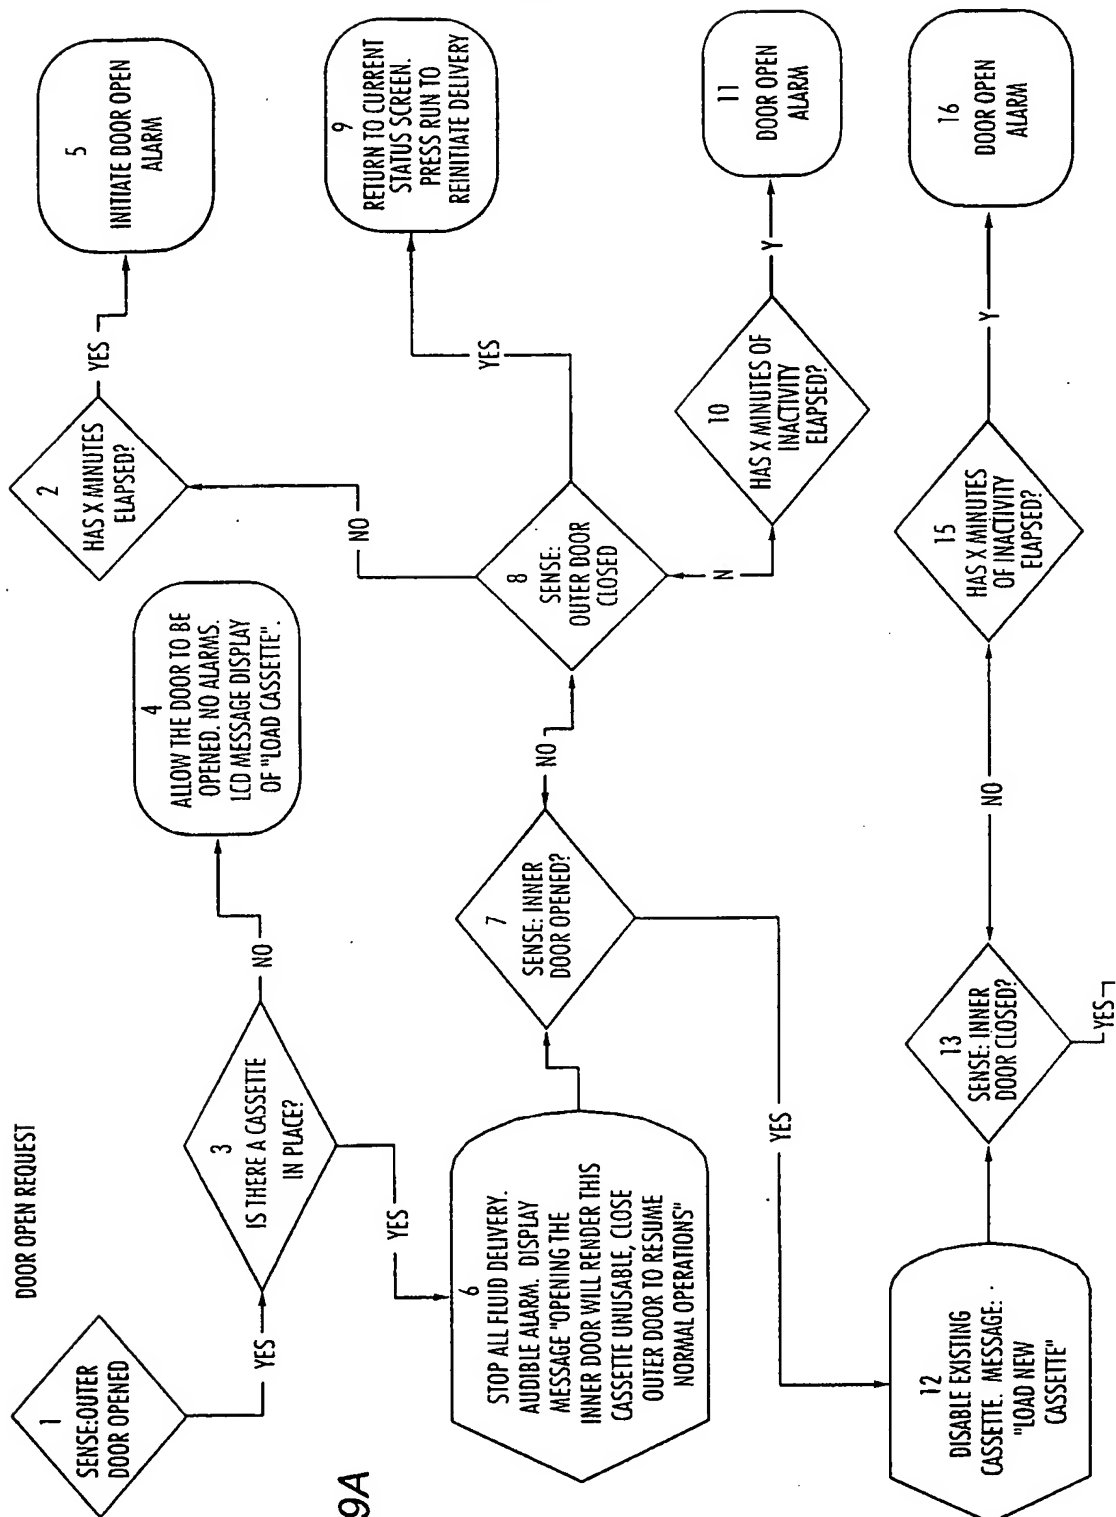 DOOR OPEN REQUEST
1
SENSE:OUTER
DOOR OPENED
YES
3
IS THERE A CASSETTE
IN PLACE?
NO
4
ALLOW THE DOOR TO BE
OPENED. NO ALARMS.
LCD MESSAGE DISPLAY
OF "LOAD CASSETTE".
2
HAS X MINUTES
ELAPSED?
YES
5
INITIATE DOOR OPEN
ALARM
YES
6
STOP ALL FLUID DELIVERY.
AUDIBLE ALARM. DISPLAY
MESSAGE "OPENING THE
INNER DOOR WILL RENDER THIS
CASSETTE UNUSABLE, CLOSE
OUTER DOOR TO RESUME
NORMAL OPERATIONS"
7
SENSE: INNER
DOOR OPENED?
NO
8
SENSE:
OUTER DOOR
CLOSED
NO
YES
9
RETURN TO CURRENT
STATUS SCREEN.
PRESS RUN TO
REINITIATE DELIVERY
N
10
HAS X MINUTES OF
INACTIVITY
ELAPSED?
Y
11
DOOR OPEN
ALARM
YES
12
DISABLE EXISTING
CASSETTE. MESSAGE:
"LOAD NEW
CASSETTE"
13
SENSE: INNER
DOOR CLOSED?
YES
NO
15
HAS X MINUTES
OF INACTIVITY
ELAPSED?
Y
16
DOOR OPEN
ALARM
9A